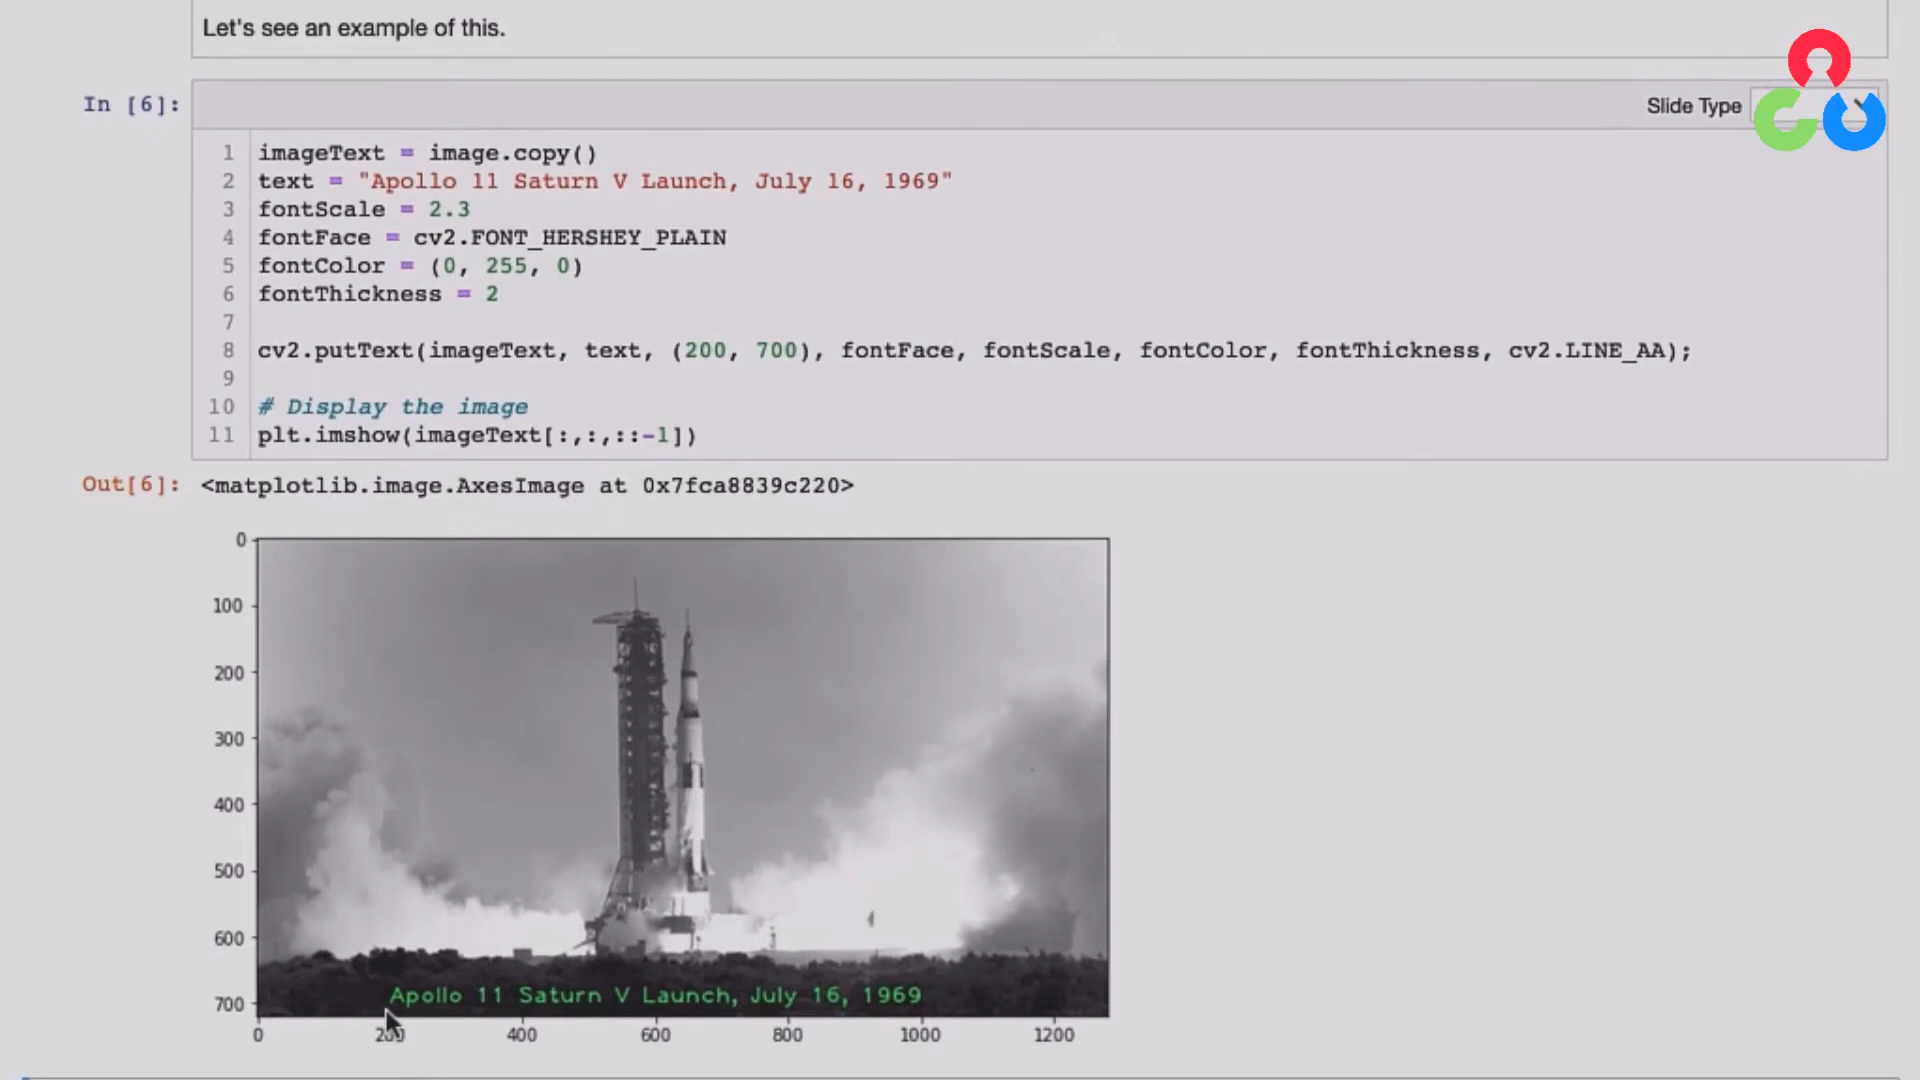 Let's see an example of this.
In [6]:
Slide Type
1 imageText = image.copy()
2 text = "Apollo 11 Saturn V Launch, July 16, 1969"
3 fontScale = 2.3
4 fontFace = cv2.FONT_HERSHEY_PLAIN
5 fontColor = (0, 255, 0)
6 fontThickness = 2
7
8 cv2.putText(imageText, text, (200, 700), fontFace, fontScale, fontColor, fontThickness, cv2.LINE_AA);
9
10 # Display the image
11 plt.imshow(imageText[:,:,::-1])
Out[6]: <matplotlib.image.AxesImage at 0x7fca8839c220>
0
100
200
300
400
500
600
700
Apollo 11 Saturn V Launch, July 16, 1969
0 200 400 600 800 1000 1200